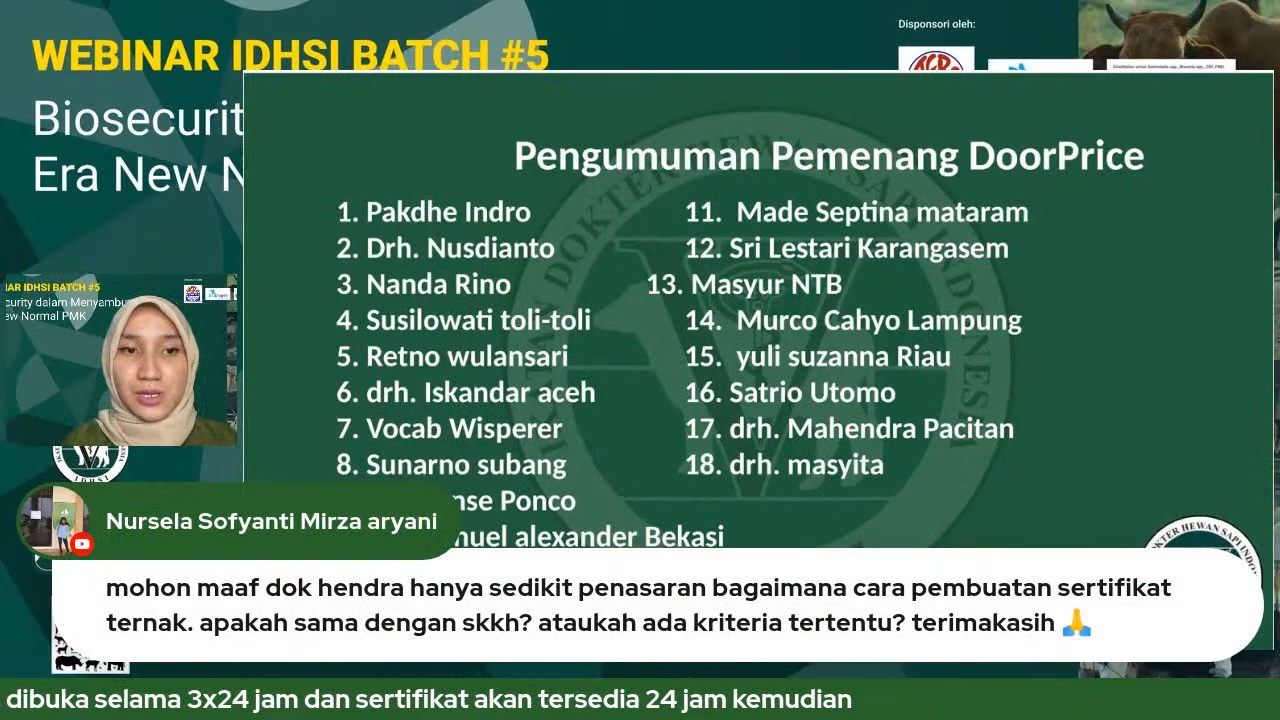 WEBINAR IDHSI BATCH #5
Disponsori oleh:
Biosecurit
Era New N
Pengumuman Pemenang DoorPrice
1. Pakdhe Indro
2. Drh. Nusdianto
3. Nanda Rino
4. Susilowati toli-toli
5. Retno wulansari
6. drh. Iskandar aceh
7. Vocab Wisperer
8. Sunarno subang
nse Ponco
nuel alexander Bekasi
11. Made Septina mataram
12. Sri Lestari Karangasem
13. Masyur NTB
14. Murco Cahyo Lampung
15. yuli suzanna Riau
16. Satrio Utomo
17. drh. Mahendra Pacitan
18. drh. masyita
IAR IDHSI BATCH #5
curity dalam Menyambu
ew Normal PMK
IDHSI
Nursela Sofyanti Mirza aryani
mohon maaf dok hendra hanya sedikit penasaran bagaimana cara pembuatan sertifikat
ternak. apakah sama dengan skkh? ataukah ada kriteria tertentu? terimakasih 🙏
dibuka selama 3x24 jam dan sertifikat akan tersedia 24 jam kemudian